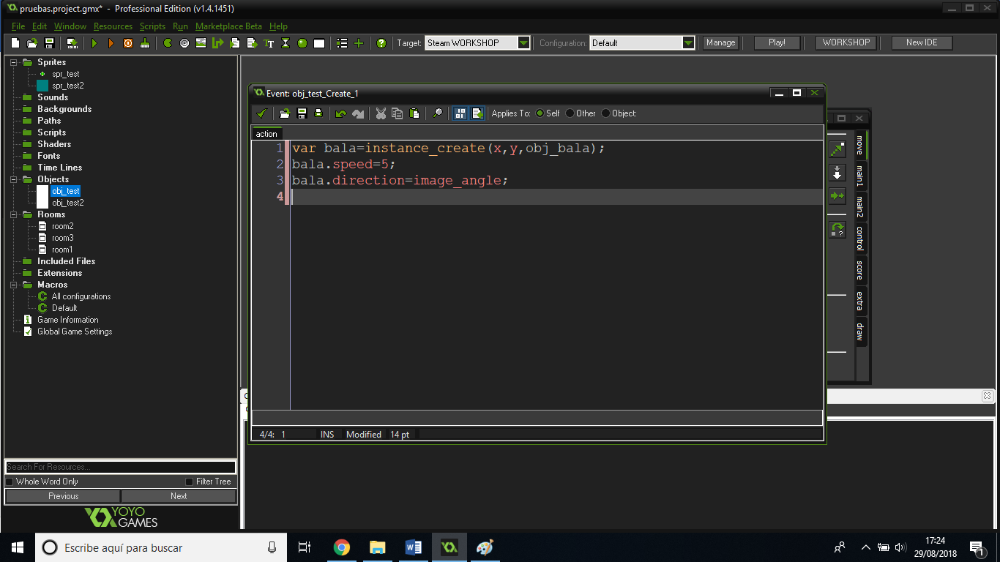 pruebas.project.gmx* - Professional Edition (v1.4.1451)
File Edit Window Resources Scripts Run Marketplace Beta Help
Target: Steam WORKSHOP Configuration: Default Manage Play! WORKSHOP New IDE
Sprites
spr_test
spr_test2
Sounds
Backgrounds
Paths
Scripts
Shaders
Fonts
Time Lines
Objects
obj_test
obj_test2
Rooms
room2
room3
room1
Included Files
Extensions
Macros
All configurations
Default
Game Information
Global Game Settings
Search For Resources...
Whole Word Only Filter Tree
Previous Next
YOYO
GAMES
Event: obj_test_Create_1
Applies To: Self Other Object:
action
1 var bala=instance_create(x,y,obj_bala);
2 bala.speed=5;
3 bala.direction=image_angle;
4
4/4: 1 INS Modified 14 pt
move
main1
main2
control
score
extra
draw
Escribe aquí para buscar
17:24
29/08/2018
1